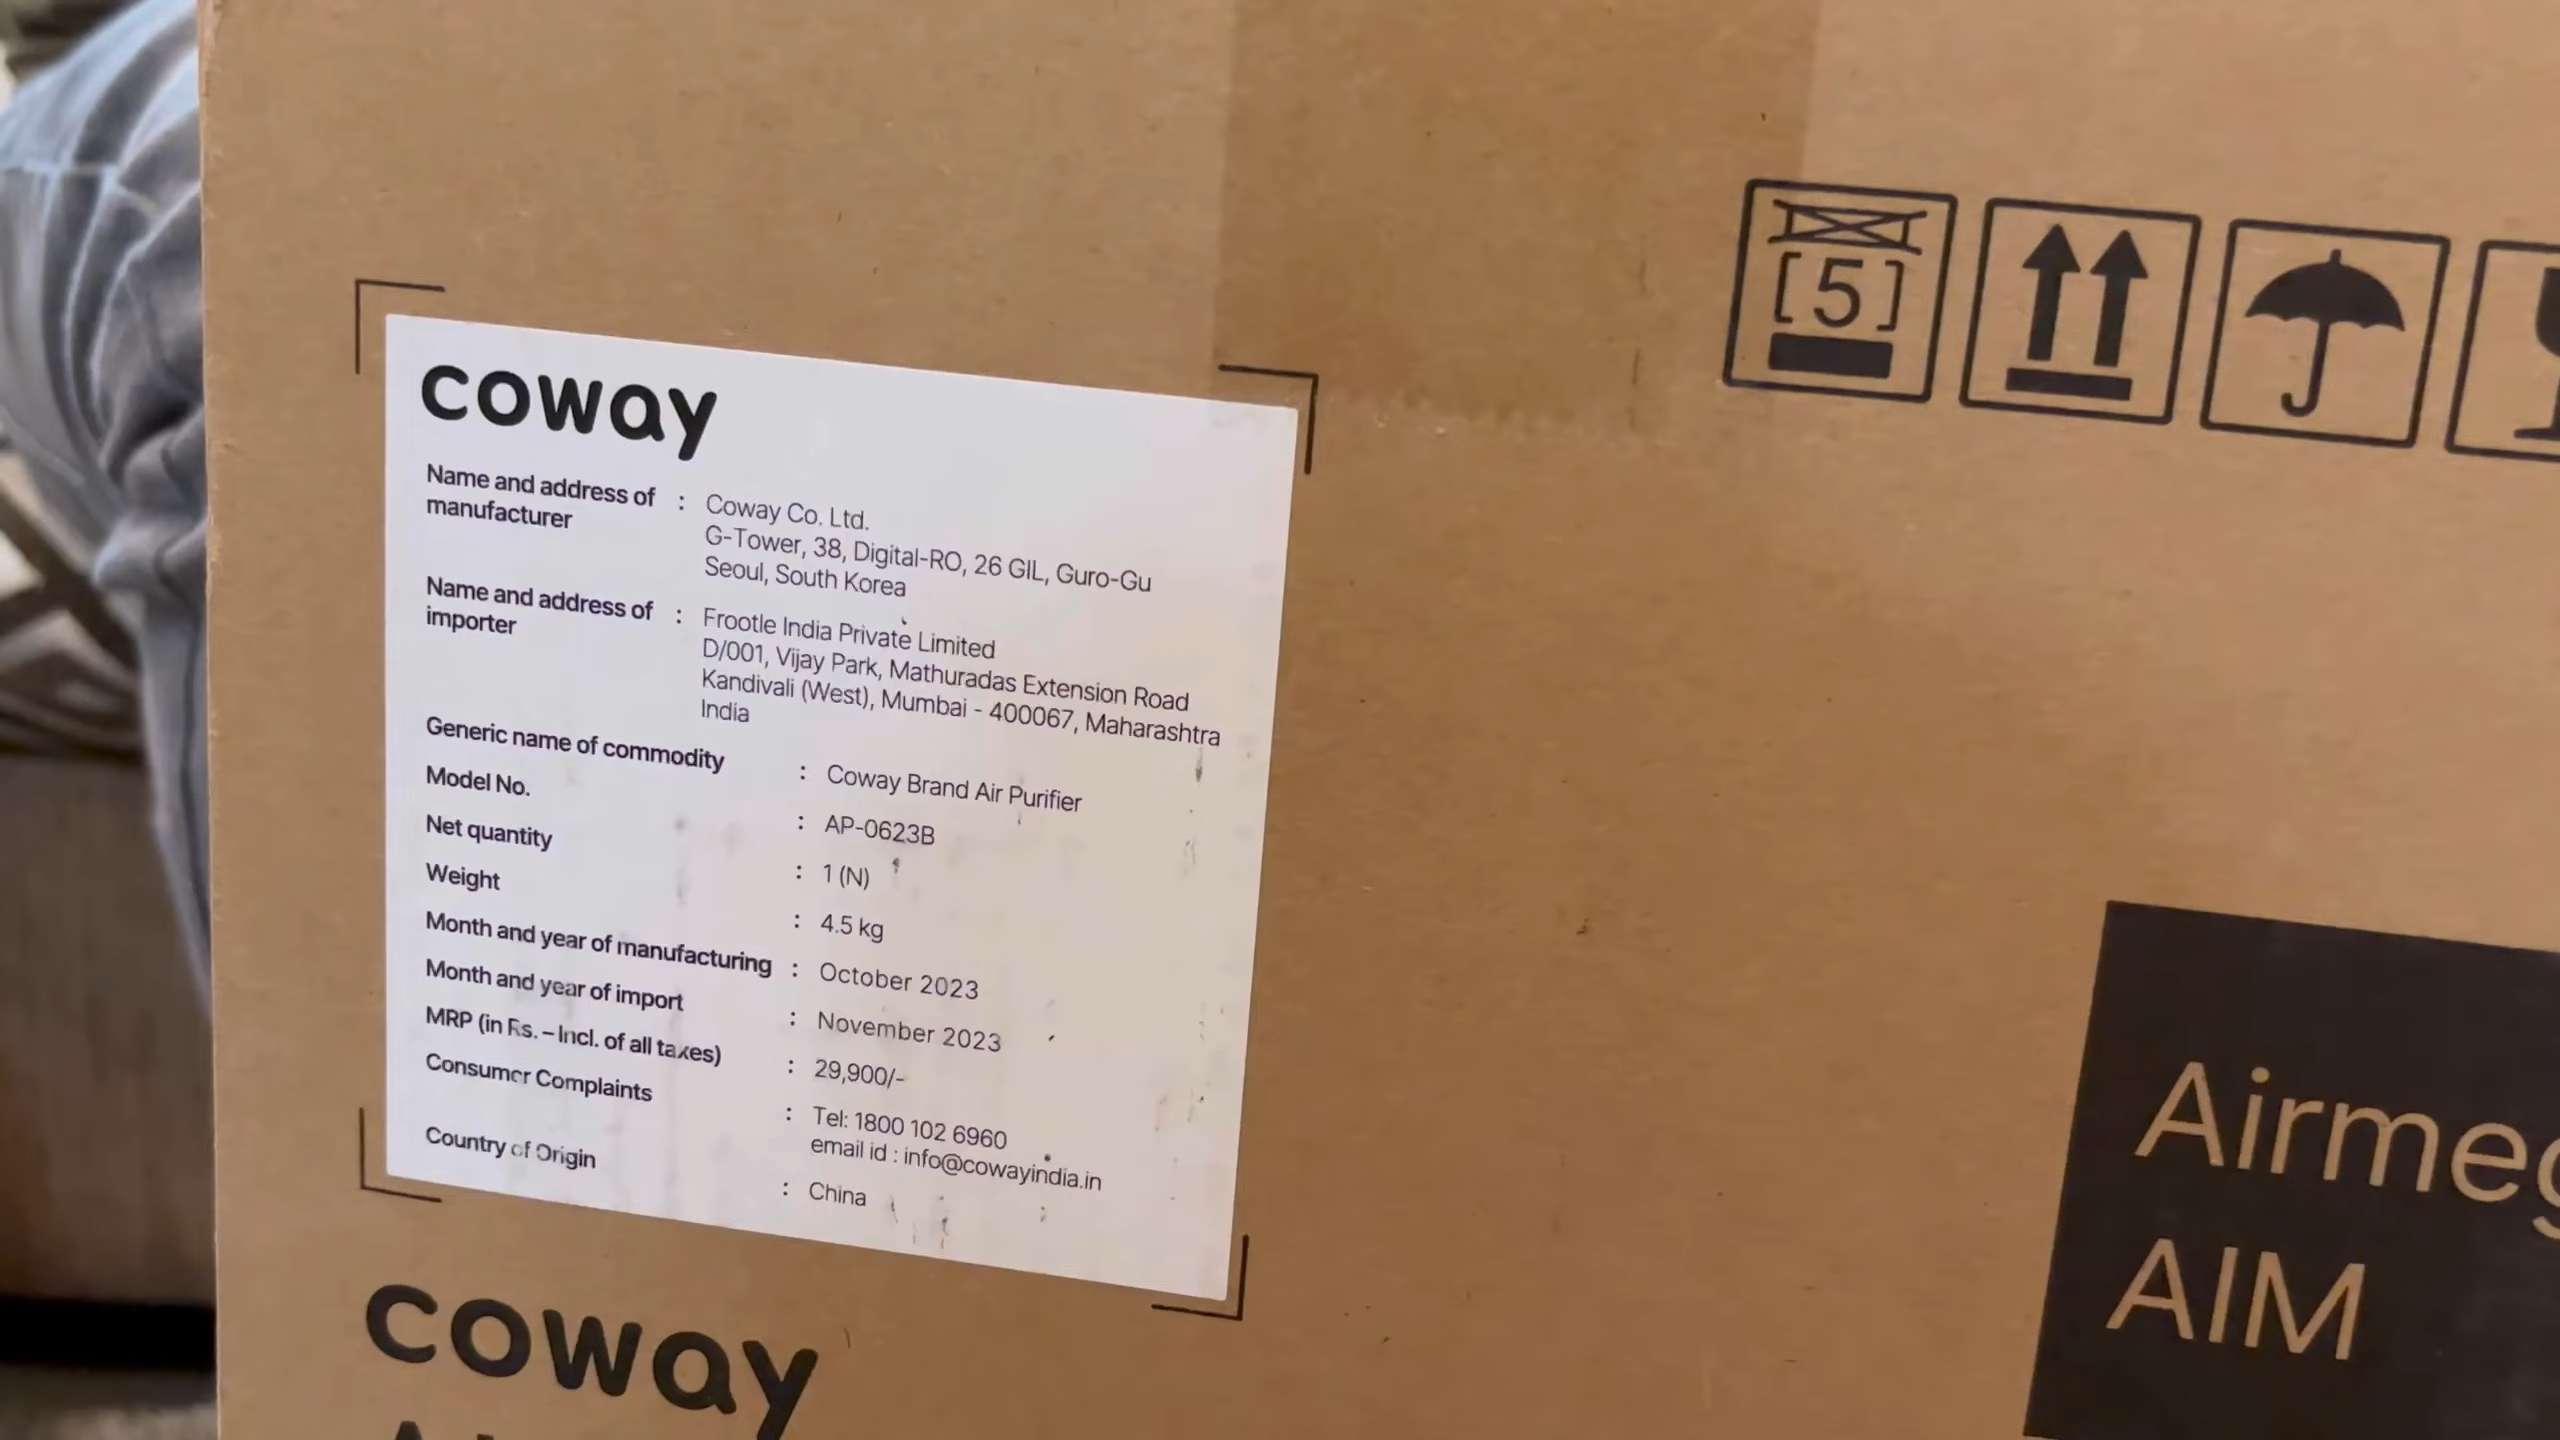 coway
Name and address of manufacturer : Coway Co. Ltd.
G-Tower, 38, Digital-RO, 26 GIL, Guro-Gu
Seoul, South Korea
Name and address of importer : Frootle India Private Limited
D/001, Vijay Park, Mathuradas Extension Road
Kandivali (West), Mumbai - 400067, Maharashtra
India
Generic name of commodity : Coway Brand Air Purifier
Model No. : AP-0623B
Net quantity : 1 (N)
Weight : 4.5 kg
Month and year of manufacturing : October 2023
Month and year of import : November 2023
MRP (in Rs. – Incl. of all taxes) : 29,900/-
Consumer Complaints : Tel: 1800 102 6960
email id : info@cowayindia.in
Country of Origin : China
[5]
coway
Airmeg
AIM